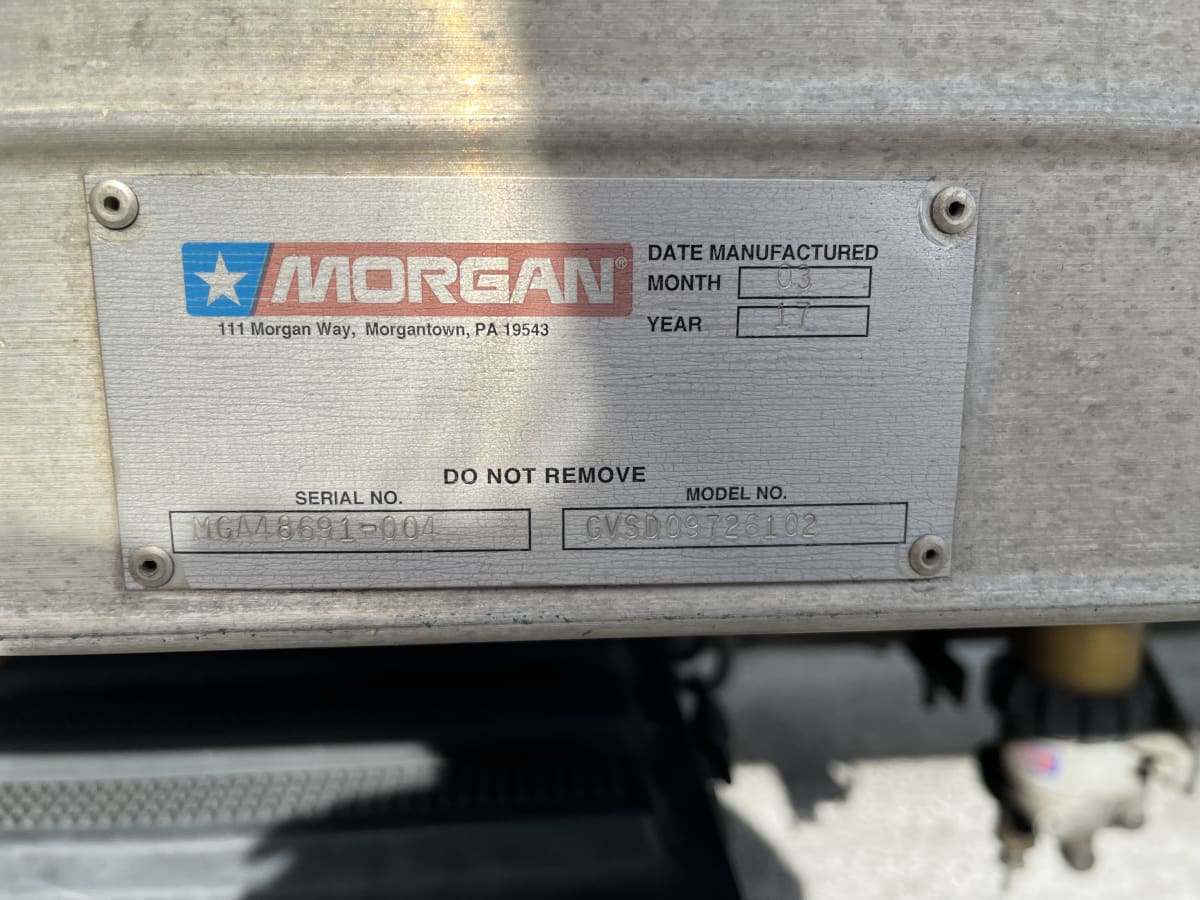 MORGAN®
111 Morgan Way, Morgantown, PA 19543
DATE MANUFACTURED
MONTH 03
YEAR 17
DO NOT REMOVE
SERIAL NO.
MGA48691-004
MODEL NO.
GVSD09726102